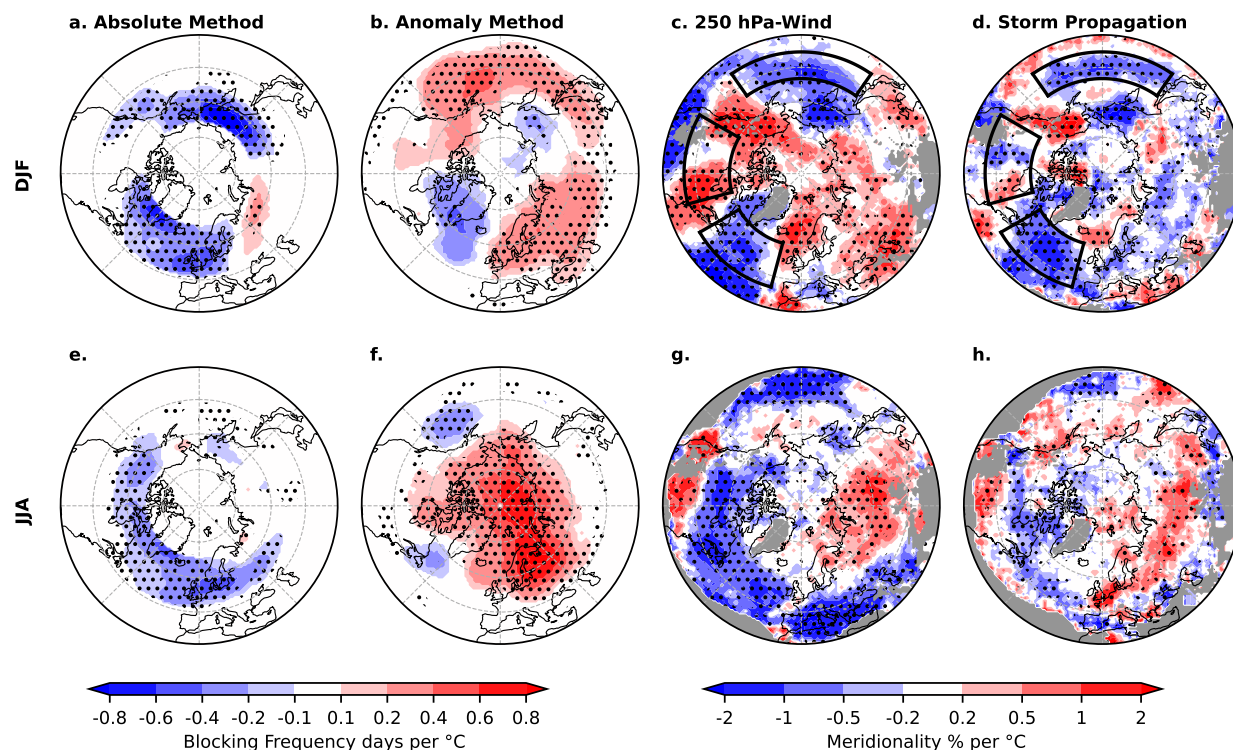 a. Absolute Method
b. Anomaly Method
c. 250 hPa-Wind
d. Storm Propagation
DJF
e.
f.
g.
h.
JJA
-0.8 -0.6 -0.4 -0.2 -0.1 0.1 0.2 0.4 0.6 0.8
Blocking Frequency days per °C
-2 -1 -0.5 -0.2 0.2 0.5 1 2
Meridionality % per °C